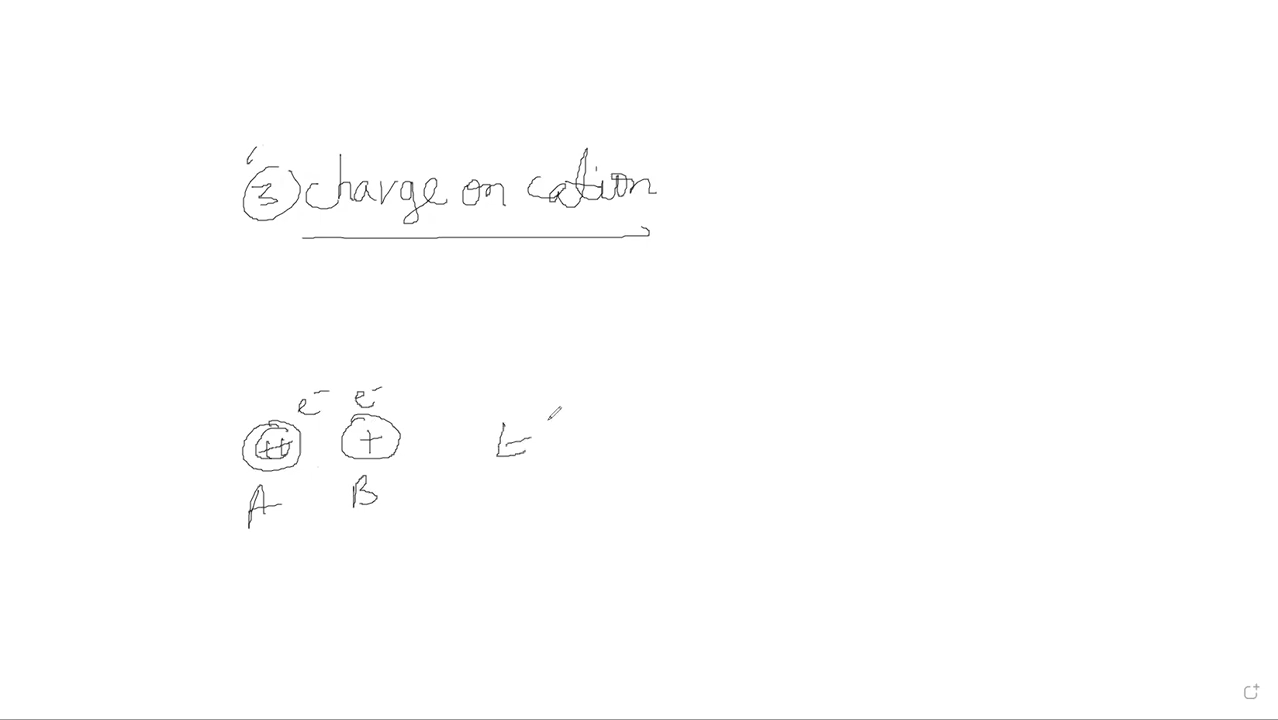 ③ charge on cation
e⁻ e⁻
++ +
A B